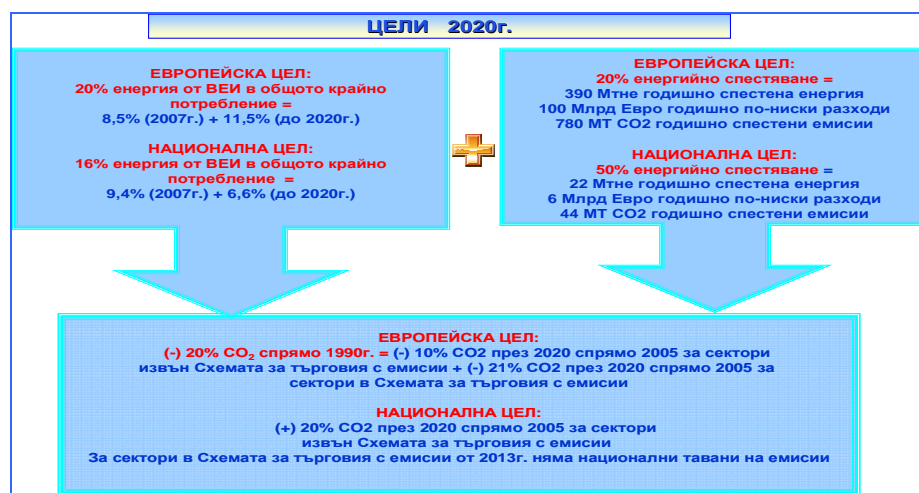 ЦЕЛИ 2020г.
ЕВРОПЕЙСКА ЦЕЛ:
20% енергия от ВЕИ в общото крайно
потребление =
8,5% (2007г.) + 11,5% (до 2020г.)
НАЦИОНАЛНА ЦЕЛ:
16% енергия от ВЕИ в общото крайно
потребление =
9,4% (2007г.) + 6,6% (до 2020г.)
ЕВРОПЕЙСКА ЦЕЛ:
20% енергийно спестяване =
390 Мтне годишно спестена енергия
100 Млрд Евро годишно по-ниски разходи
780 МТ СО2 годишно спестени емисии
НАЦИОНАЛНА ЦЕЛ:
50% енергийно спестяване =
22 Мтне годишно спестена енергия
6 Млрд Евро годишно по-ниски разходи
44 МТ СО2 годишно спестени емисии
ЕВРОПЕЙСКА ЦЕЛ:
(-) 20% СО₂ спрямо 1990г. = (-) 10% СО2 през 2020 спрямо 2005 за сектори
извън Схемата за търговия с емисии + (-) 21% СО2 през 2020 спрямо 2005 за
сектори в Схемата за търговия с емисии
НАЦИОНАЛНА ЦЕЛ:
(+) 20% СО2 през 2020 спрямо 2005 за сектори
извън Схемата за търговия с емисии
За сектори в Схемата за търговия с емисии от 2013г. няма национални тавани на емисии